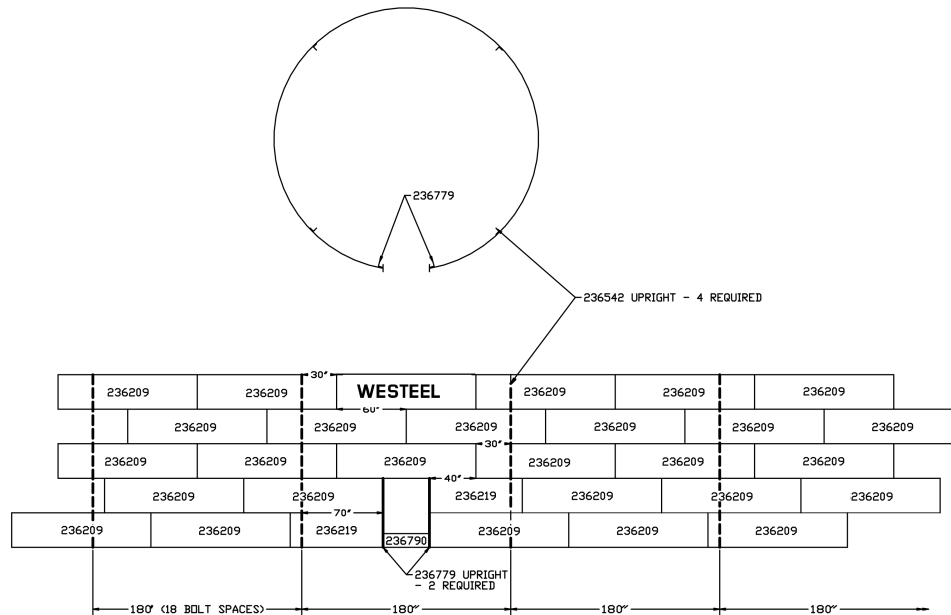 236779
236542 UPRIGHT - 4 REQUIRED
30"
236209 236209 WESTEEL 236209 236209 236209
60"
236209 236209 236209 236209 236209 236209
30"
236209 236209 236209 236209 236209 236209
40"
236209 236209 236219 236209 236209 236209
70"
236209 236209 236219 236209 236209 236209
236790
236779 UPRIGHT
- 2 REQUIRED
180" (18 BOLT SPACES) 180" 180" 180"